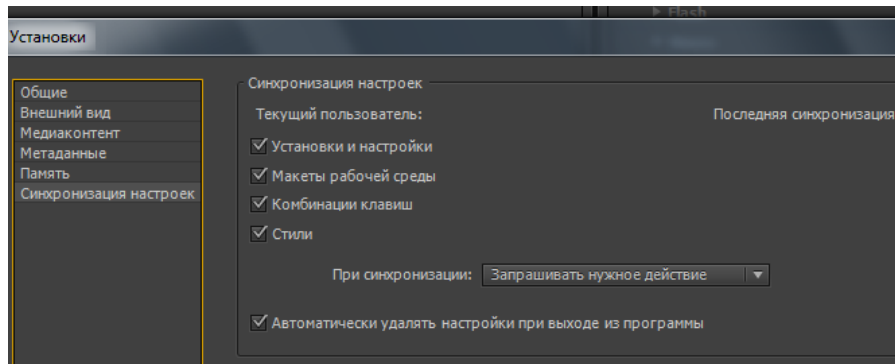 Flash
Установки
Общие
Внешний вид
Медиаконтент
Метаданные
Память
Синхронизация настроек
Синхронизация настроек
Текущий пользователь: Последняя синхронизация
Установки и настройки
Макеты рабочей среды
Комбинации клавиш
Стили
При синхронизации: Запрашивать нужное действие
Автоматически удалять настройки при выходе из программы